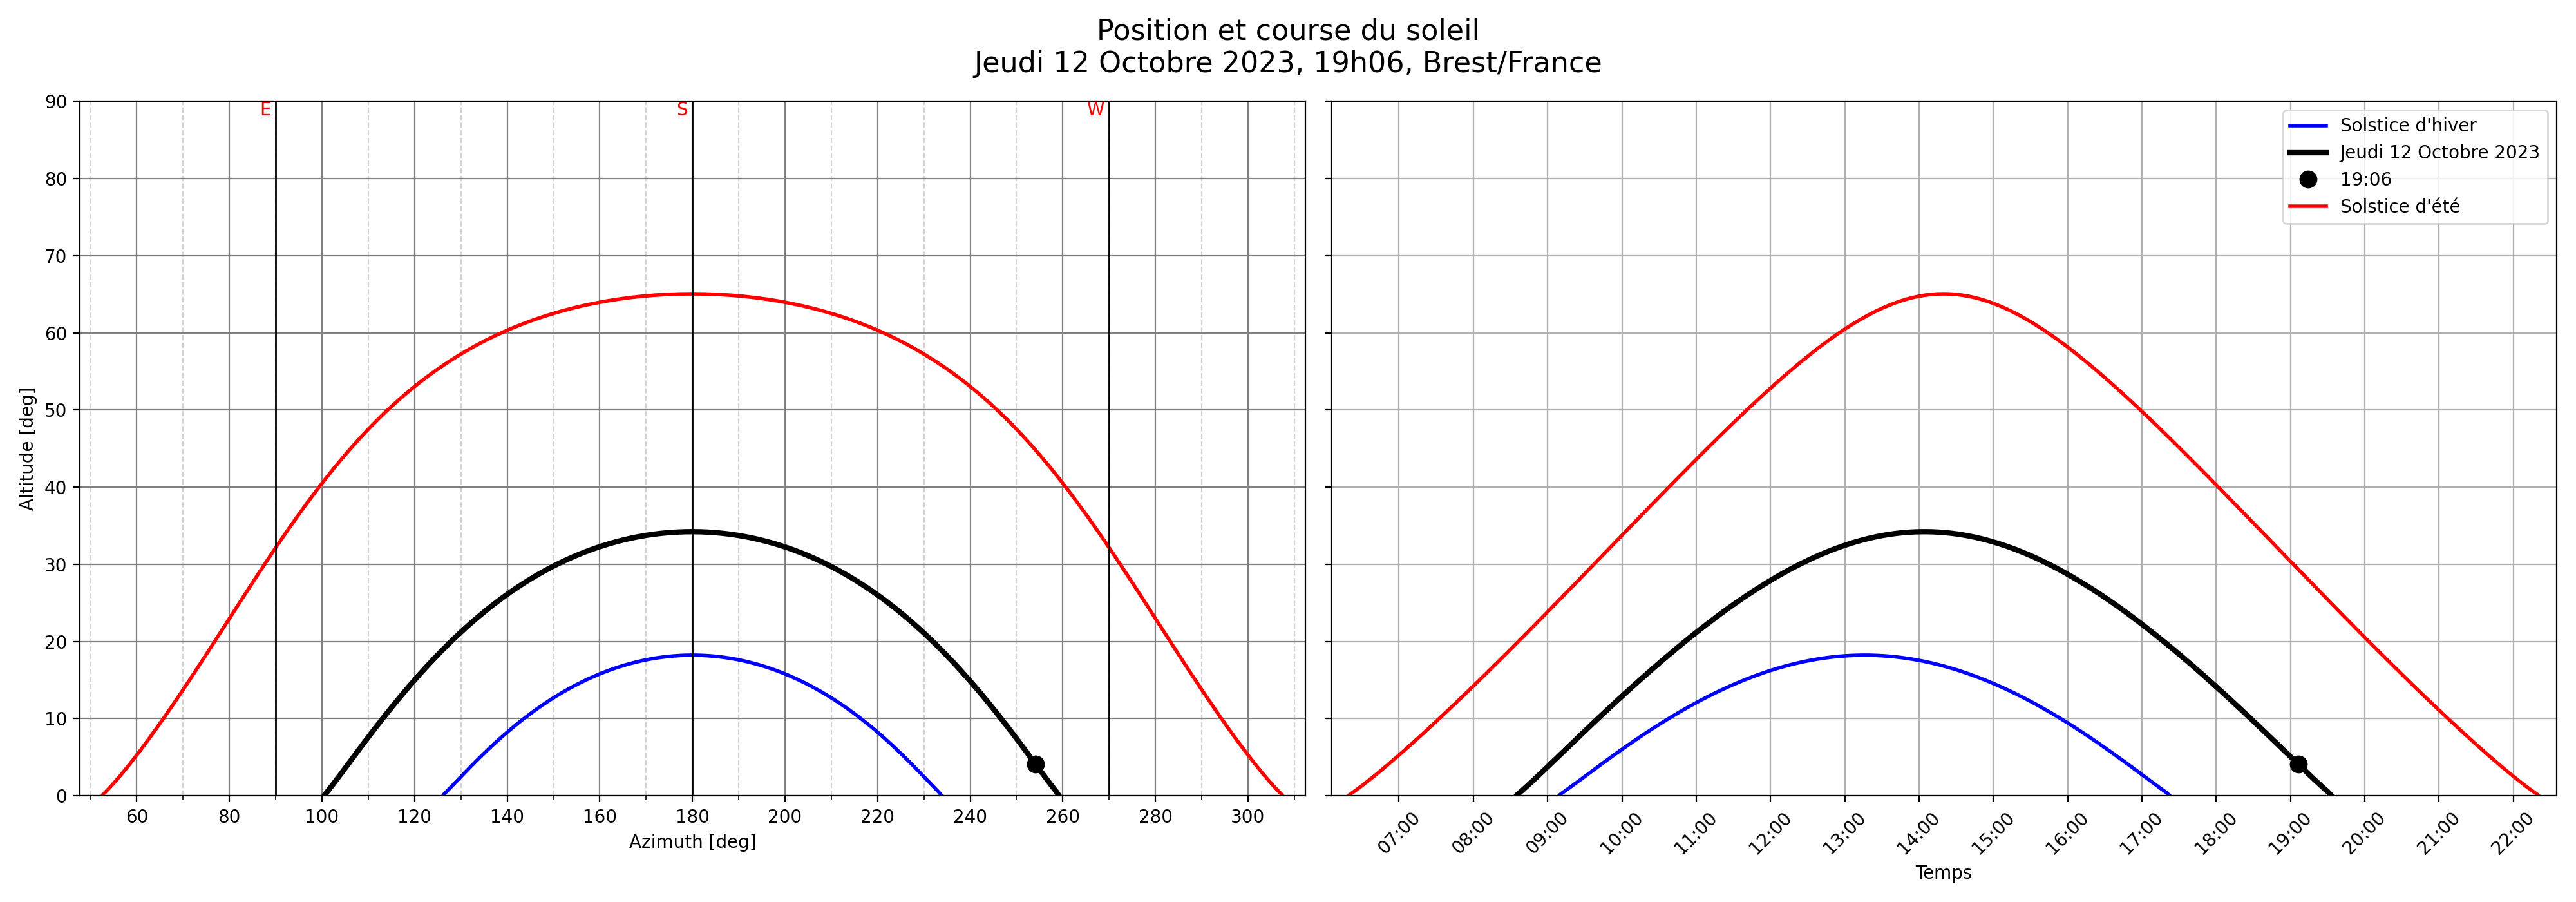 Position et course du soleil
Jeudi 12 Octobre 2023, 19h06, Brest/France
E
S
W
90
80
70
60
50
40
30
20
10
0
Altitude [deg]
60 80 100 120 140 160 180 200 220 240 260 280 300
Azimuth [deg]
Solstice d'hiver
Jeudi 12 Octobre 2023
19:06
Solstice d'été
07:00 08:00 09:00 10:00 11:00 12:00 13:00 14:00 15:00 16:00 17:00 18:00 19:00 20:00 21:00 22:00
Temps